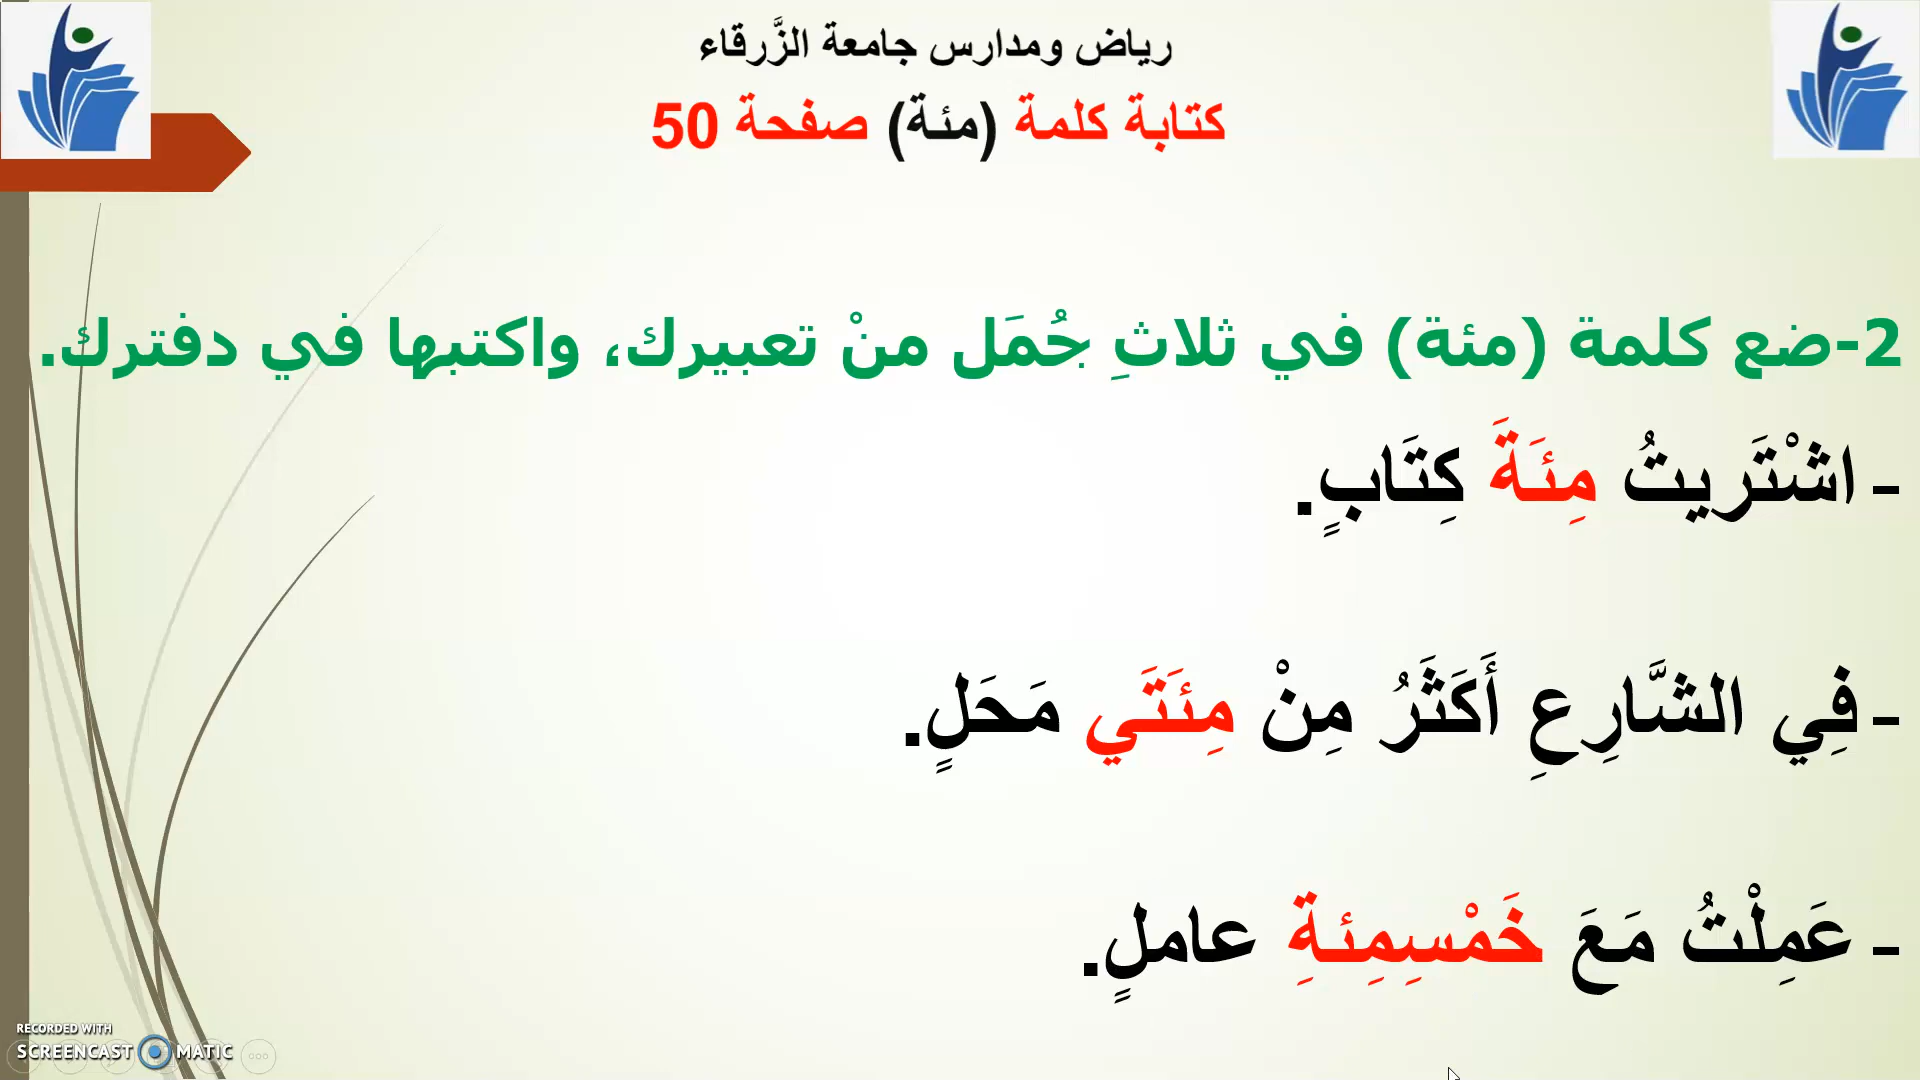 رياض ومدارس جامعة الزَّرقاء
كتابة كلمة (مئة) صفحة 50
2-ضع كلمة (مئة) في ثلاثِ جُمَل منْ تعبيرك، واكتبها في دفترك.
- اشْتَريتُ مِئَةَ كِتَابٍ.
- فِي الشَّارِعِ أَكَثَرُ مِنْ مِئَتَي مَحَلٍ.
- عَمِلْتُ مَعَ خَمْسِمِئةِ عاملٍ.
RECORDED WITH
SCREENCAST MATIC